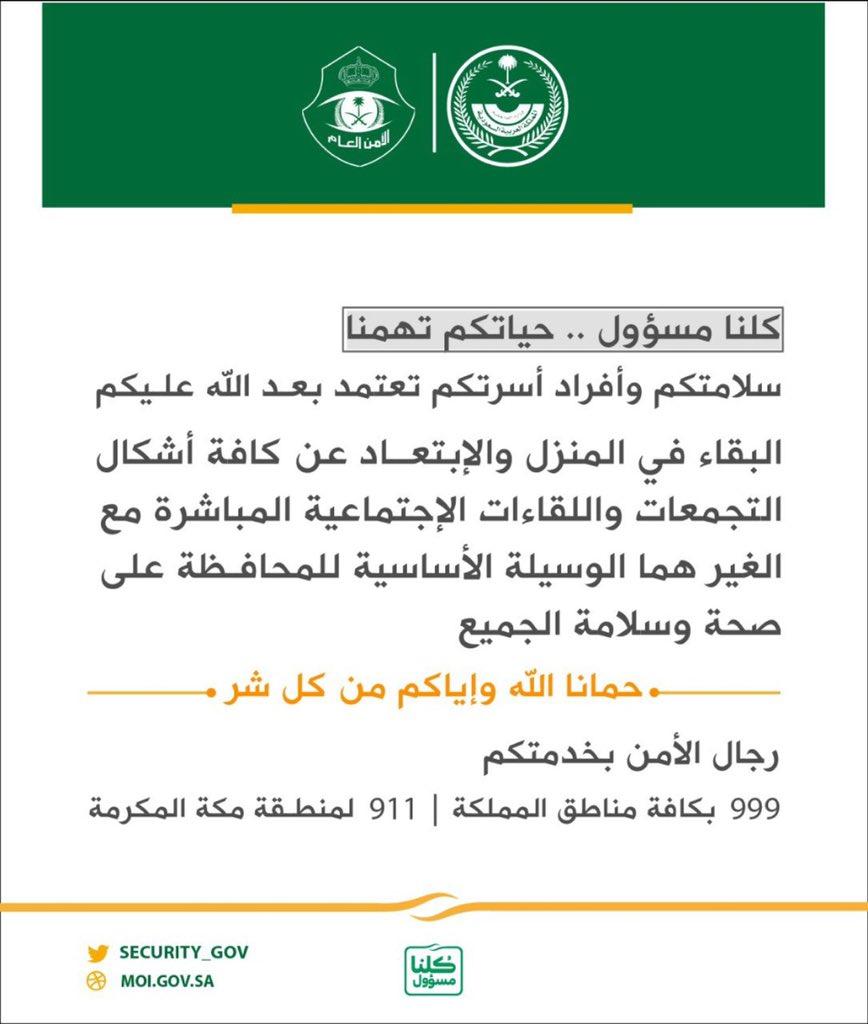 الأمن العام
وزارة الداخلية
المملكة العربية السعودية
كلنا مسؤول .. حياتكم تهمنا
سلامتكم وأفراد أسرتكم تعتمد بعد الله عليكم
البقاء في المنزل والإبتعاد عن كافة أشكال
التجمعات واللقاءات الإجتماعية المباشرة مع
الغير هما الوسيلة الأساسية للمحافظة على
صحة وسلامة الجميع
حمانا الله وإياكم من كل شر
رجال الأمن بخدمتكم
999 بكافة مناطق المملكة | 911 لمنطقة مكة المكرمة
SECURITY_GOV
MOI.GOV.SA
كلنا
مسؤول